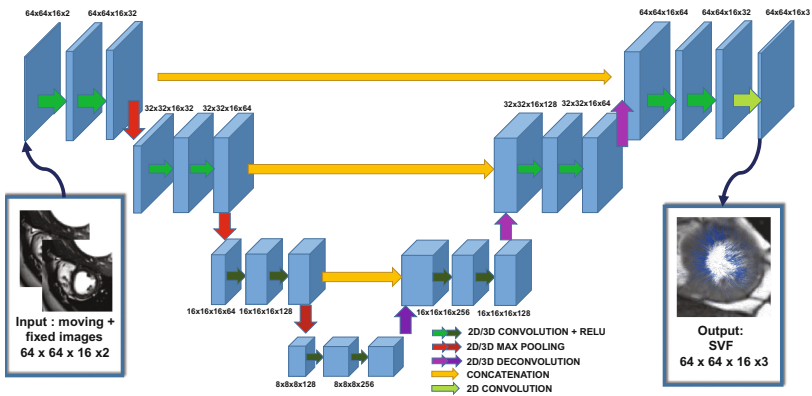 64x64x16x2
64x64x16x32
64x64x16x64
64x64x16x32
64x64x16x3
32x32x16x32
32x32x16x64
32x32x16x128
32x32x16x64
16x16x16x64
16x16x16x128
16x16x16x256
16x16x16x128
8x8x8x128
8x8x8x256
Input : moving +
fixed images
64 x 64 x 16 x2
2D/3D CONVOLUTION + RELU
2D/3D MAX POOLING
2D/3D DECONVOLUTION
CONCATENATION
2D CONVOLUTION
Output:
SVF
64 x 64 x 16 x3